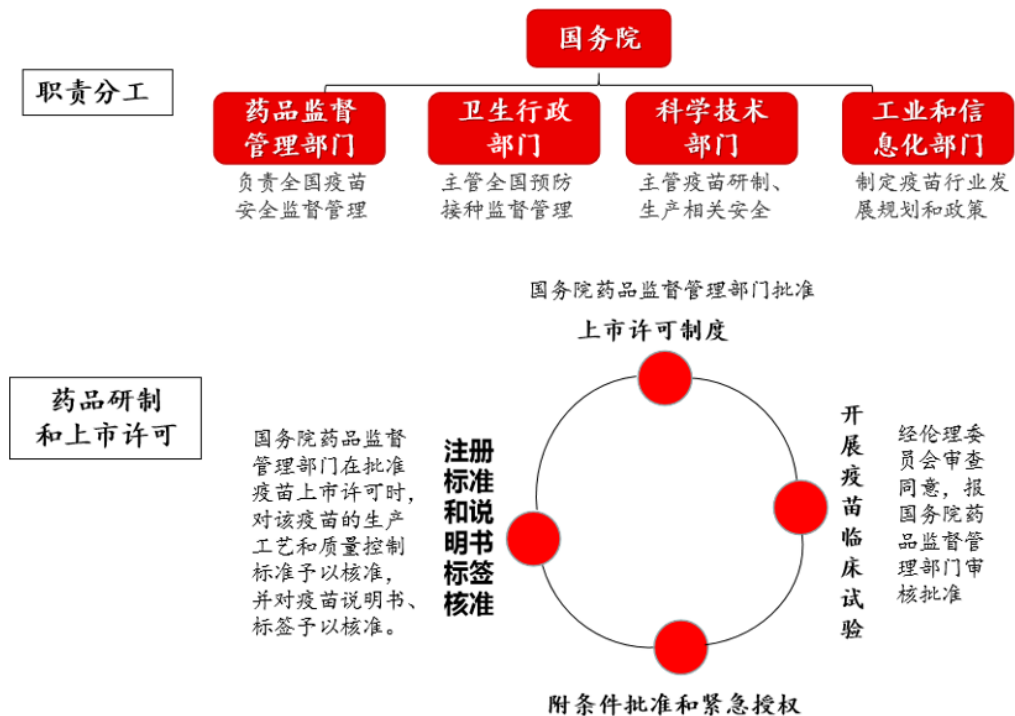 国务院
职责分工
药品监督
管理部门
卫生行政
部门
科学技术
部门
工业和信
息化部门
负责全国疫苗
安全监督管理
主管全国预防
接种监督管理
主管疫苗研制、
生产相关安全
制定疫苗行业发
展规划和政策
国务院药品监督管理部门批准
上市许可制度
药品研制
和上市许可
国务院药品监督
管理部门在批准
疫苗上市许可时，
对该疫苗的生产
工艺和质量控制
标准予以核准，
并对疫苗说明书、
标签予以核准。
注册
标准
和说
明书
标签
核准
开展疫苗临床试验
经伦理委
员会审查
同意，报
国务院药
品监督管
理部门审
核批准
附条件批准和紧急授权